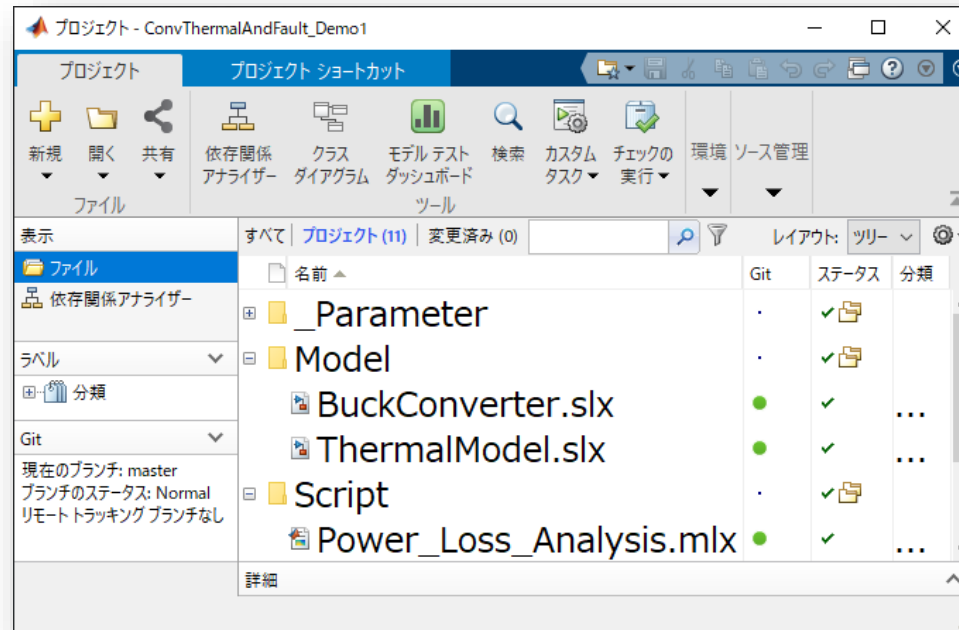 プロジェクト - ConvThermalAndFault_Demo1
プロジェクト プロジェクト ショートカット
新規 開く 共有 依存関係 クラス モデル テスト 検索 カスタム チェックの 環境 ソース管理
アナライザー ダイアグラム ダッシュボード タスク 実行
ファイル ツール
表示
ファイル
依存関係アナライザー
ラベル
分類
Git
現在のブランチ: master
ブランチのステータス: Normal
リモート トラッキング ブランチなし
すべて プロジェクト (11) 変更済み (0) レイアウト: ツリー
名前 Git ステータス 分類
_Parameter
Model
BuckConverter.slx ...
ThermalModel.slx ...
Script
Power_Loss_Analysis.mlx ...
詳細